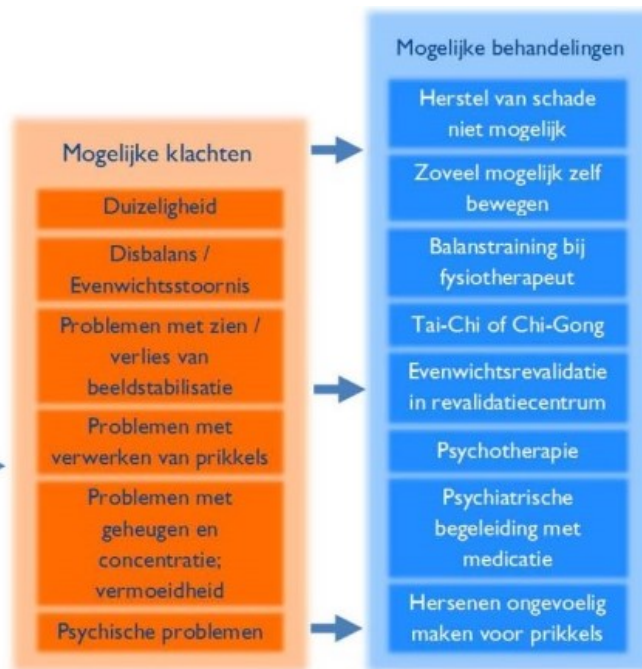 Mogelijke klachten
Duizeligheid
Disbalans /
Evenwichtsstoornis
Problemen met zien /
verlies van
beeldstabilisatie
Problemen met
verwerken van prikkels
Problemen met
geheugen en
concentratie;
vermoeidheid
Psychische problemen
Mogelijke behandelingen
Herstel van schade
niet mogelijk
Zoveel mogelijk zelf
bewegen
Balanstraining bij
fysiotherapeut
Tai-Chi of Chi-Gong
Evenwichtsrevalidatie
in revalidatiecentrum
Psychotherapie
Psychiatrische
begeleiding met
medicatie
Hersenen ongevoelig
maken voor prikkels